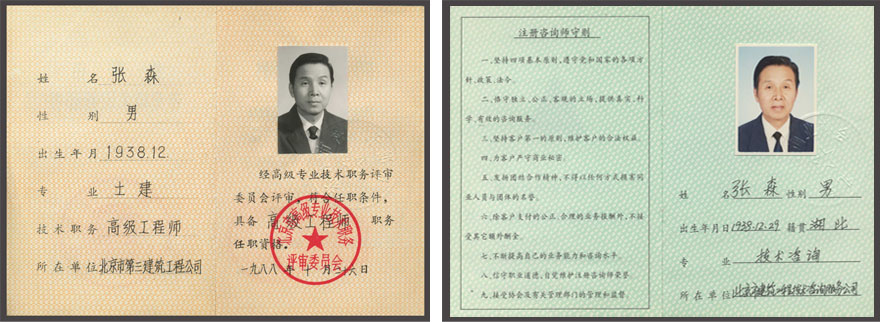 姓 名 张 森
性 别 男
出生年月 1938.12.
专 业 土建
技术职务 高级工程师
所在单位 北京市第三建筑工程公司
经高级专业技术职务评审
委员会评审，符合任职条件，
具备 高级工程师 职务
任职资格。
一九八八年 十 月 二十六日
北京高级专业技术职务
评审委员会
注册咨询师守则
一、坚持四项基本原则，遵守党和国家的各项方
针、政策、法令。
二、恪守独立、公正、客观的立场，提供真实、科
学、有效的咨询服务。
三、坚持客户第一的原则，维护客户的合法权益。
四、为客户严守商业秘密。
五、发扬团结合作精神，不得以任何方式损害同
业人员与团体的名誉。
六、除客户支付的公正、合理的业务报酬外，不接
受其它额外酬金。
七、不断提高自己的业务能力和咨询水平。
八、信守职业道德，自觉维护注册咨询师荣誉。
九、接受协会及有关管理部门的管理和监督。
姓 名 张 森 性别 男
出生年月日 1938.12.29 籍贯 湖北
专 业 技术咨询
所在单位